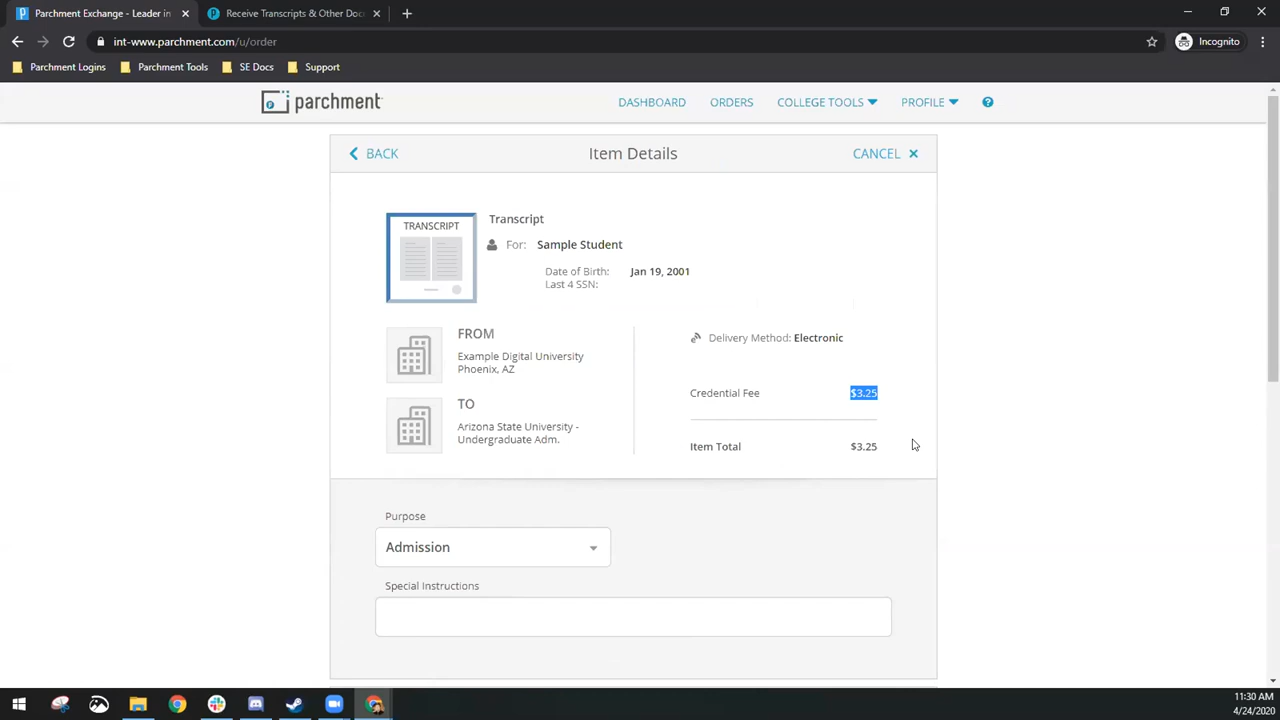 Parchment Exchange - Leader in
Receive Transcripts & Other Doc
int-www.parchment.com/u/order
Incognito
Parchment Logins
Parchment Tools
SE Docs
Support
parchment
DASHBOARD
ORDERS
COLLEGE TOOLS
PROFILE
BACK
Item Details
CANCEL
TRANSCRIPT
Transcript
For: Sample Student
Date of Birth: Jan 19, 2001
Last 4 SSN:
FROM
Example Digital University
Phoenix, AZ
TO
Arizona State University -
Undergraduate Adm.
Delivery Method: Electronic
Credential Fee $3.25
Item Total $3.25
Purpose
Admission
Special Instructions
11:30 AM
4/24/2020